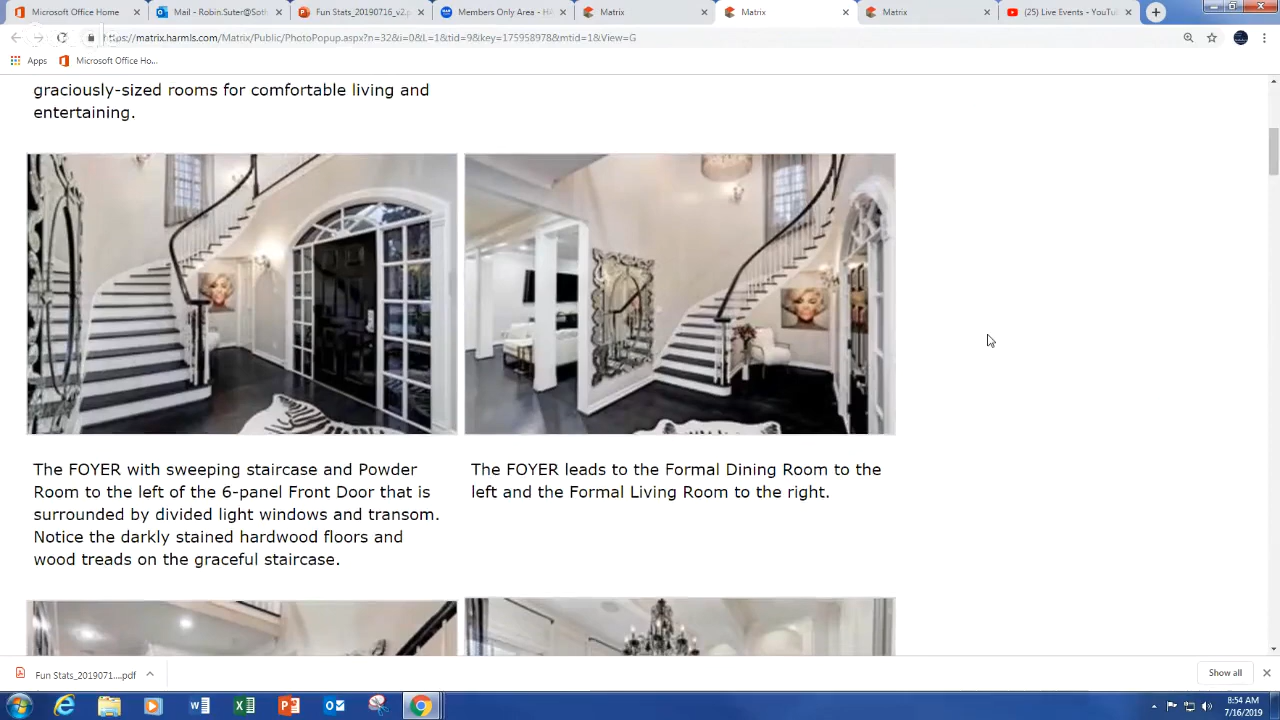 Microsoft Office Home
Mail - Robin.Suter@Soth
Fun Stats_20190716_v2.p
Members Only Area - HA
Matrix
Matrix
Matrix
(25) Live Events - YouTu
https://matrix.harmls.com/Matrix/Public/PhotoPopup.aspx?n=32&i=0&L=1&tid=9&key=175958978&mtid=1&View=G
Apps
Microsoft Office Ho...
graciously-sized rooms for comfortable living and
entertaining.
The FOYER with sweeping staircase and Powder
Room to the left of the 6-panel Front Door that is
surrounded by divided light windows and transom.
Notice the darkly stained hardwood floors and
wood treads on the graceful staircase.
The FOYER leads to the Formal Dining Room to the
left and the Formal Living Room to the right.
Fun Stats_2019071....pdf
Show all
8:54 AM
7/16/2019